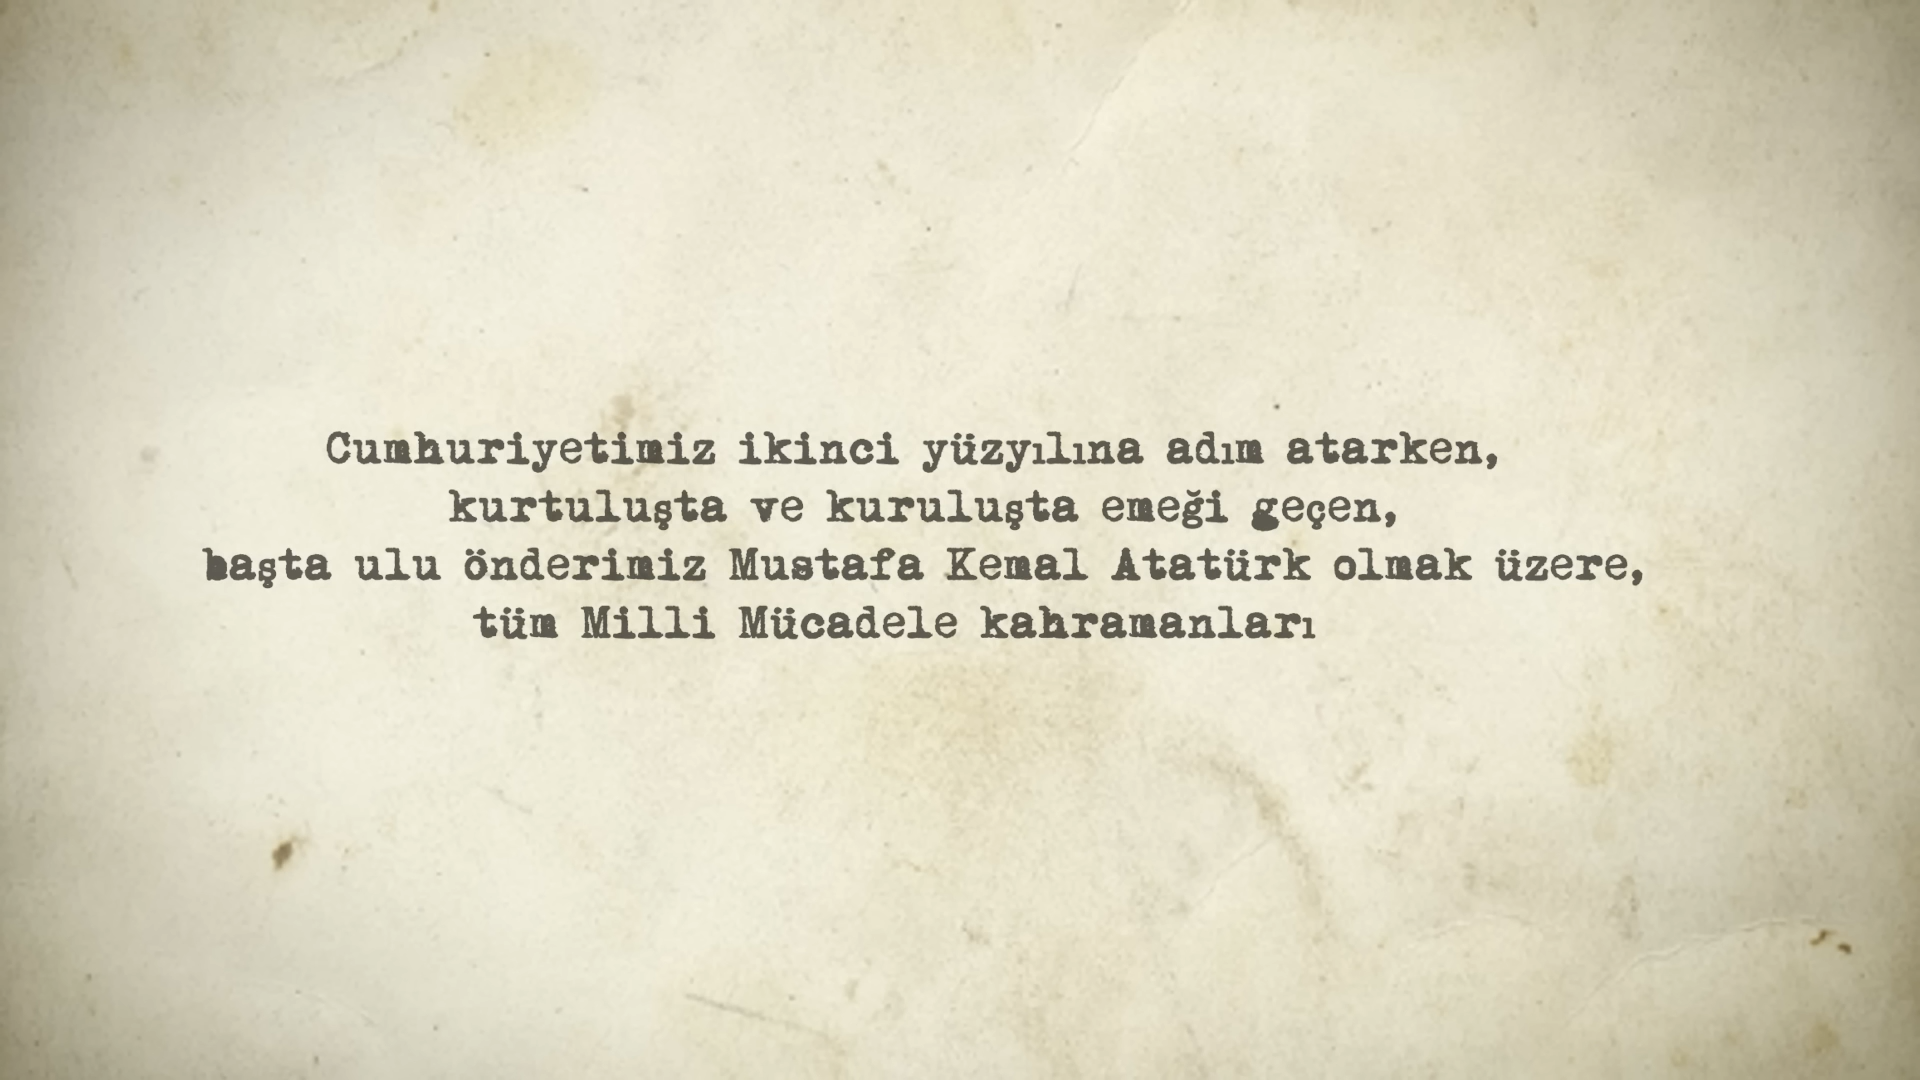 Cumhuriyetimiz ikinci yüzyılına adım atarken,
kurtuluşta ve kuruluşta emeği geçen,
başta ulu önderimiz Mustafa Kemal Atatürk olmak üzere,
tüm Milli Mücadele kahramanları